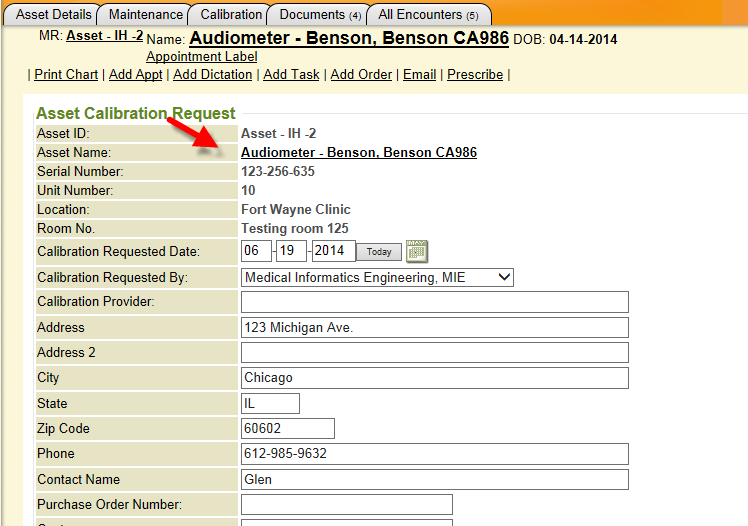 Asset Details Maintenance Calibration Documents (4) All Encounters (5)
MR: Asset - IH -2 Name: Audiometer - Benson, Benson CA986 DOB: 04-14-2014
Appointment Label
| Print Chart | Add Appt | Add Dictation | Add Task | Add Order | Email | Prescribe |
Asset Calibration Request
Asset ID: Asset - IH -2
Asset Name: Audiometer - Benson, Benson CA986
Serial Number: 123-256-635
Unit Number: 10
Location: Fort Wayne Clinic
Room No. Testing room 125
Calibration Requested Date: 06 - 19 - 2014 Today MAY
Calibration Requested By: Medical Informatics Engineering, MIE
Calibration Provider:
Address 123 Michigan Ave.
Address 2
City Chicago
State IL
Zip Code 60602
Phone 612-985-9632
Contact Name Glen
Purchase Order Number: